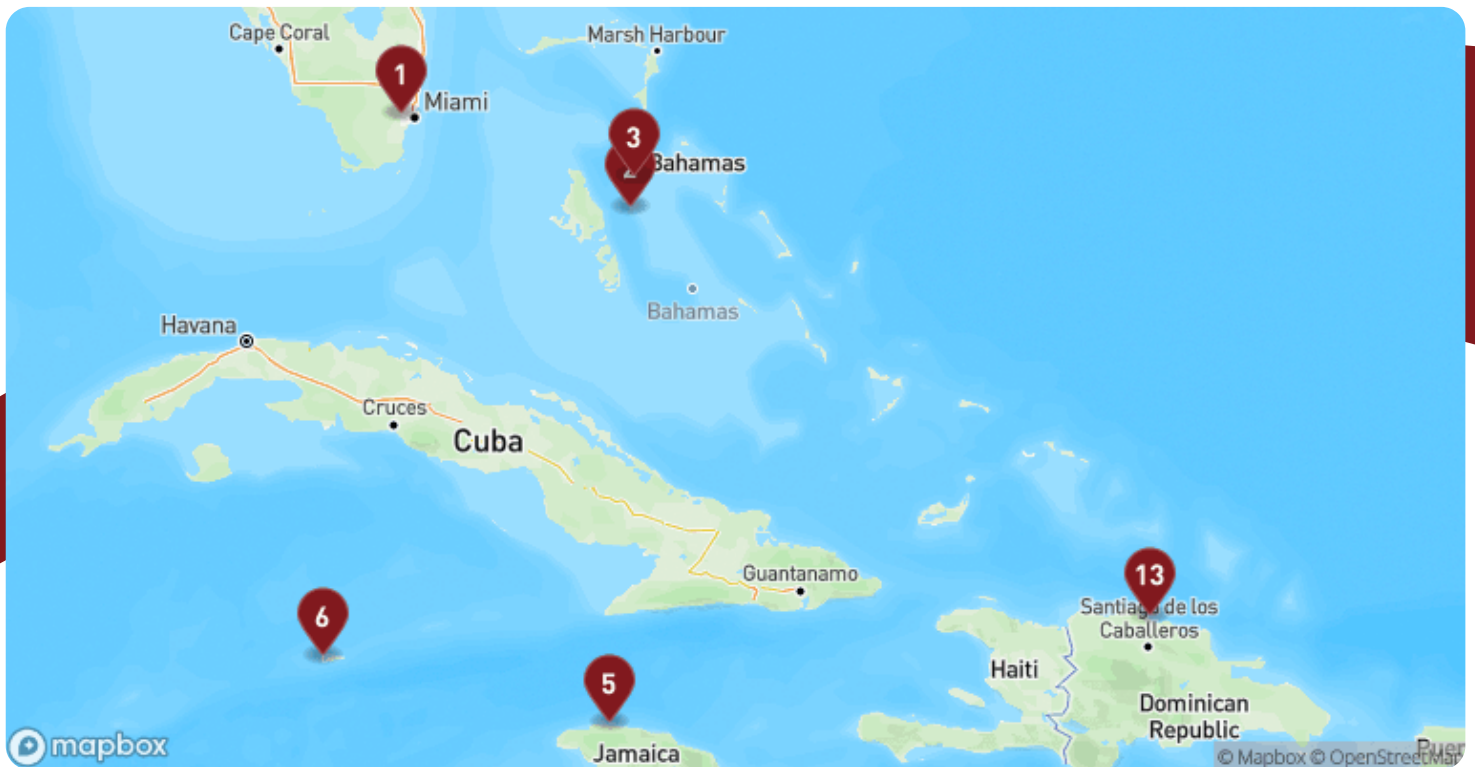 Cape Coral
Marsh Harbour
1
Miami
3
2
Bahamas
Bahamas
Havana
Cruces
Cuba
Guantanamo
13
Santiago de los
Caballeros
6
Haiti
5
Dominican
Republic
Jamaica
mapbox
© Mapbox © OpenStreetMap